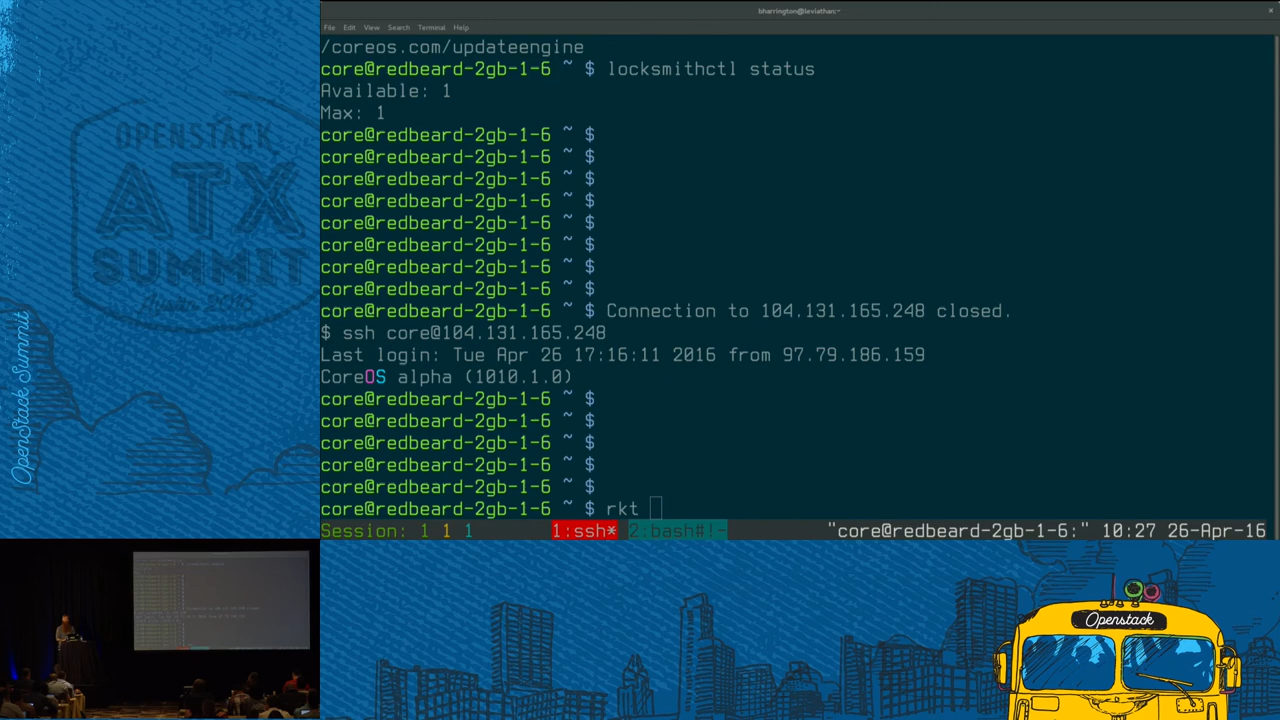 bharrington@leviathan:~
File Edit View Search Terminal Help
/coreos.com/updateengine
core@redbeard-2gb-1-6 ~ $ locksmithctl status
Available: 1
Max: 1
core@redbeard-2gb-1-6 ~ $
core@redbeard-2gb-1-6 ~ $
core@redbeard-2gb-1-6 ~ $
core@redbeard-2gb-1-6 ~ $
core@redbeard-2gb-1-6 ~ $
core@redbeard-2gb-1-6 ~ $
core@redbeard-2gb-1-6 ~ $
core@redbeard-2gb-1-6 ~ $
core@redbeard-2gb-1-6 ~ $ Connection to 104.131.165.248 closed.
$ ssh core@104.131.165.248
Last login: Tue Apr 26 17:16:11 2016 from 97.79.186.159
CoreOS alpha (1010.1.0)
core@redbeard-2gb-1-6 ~ $
core@redbeard-2gb-1-6 ~ $
core@redbeard-2gb-1-6 ~ $
core@redbeard-2gb-1-6 ~ $
core@redbeard-2gb-1-6 ~ $
core@redbeard-2gb-1-6 ~ $ rkt
Session: 1 1 1 1:ssh* 2:bash#!- "core@redbeard-2gb-1-6:" 10:27 26-Apr-16
OPENSTACK
ATX
SUMMIT
Austin 2016
OpenStack Summit
Openstack